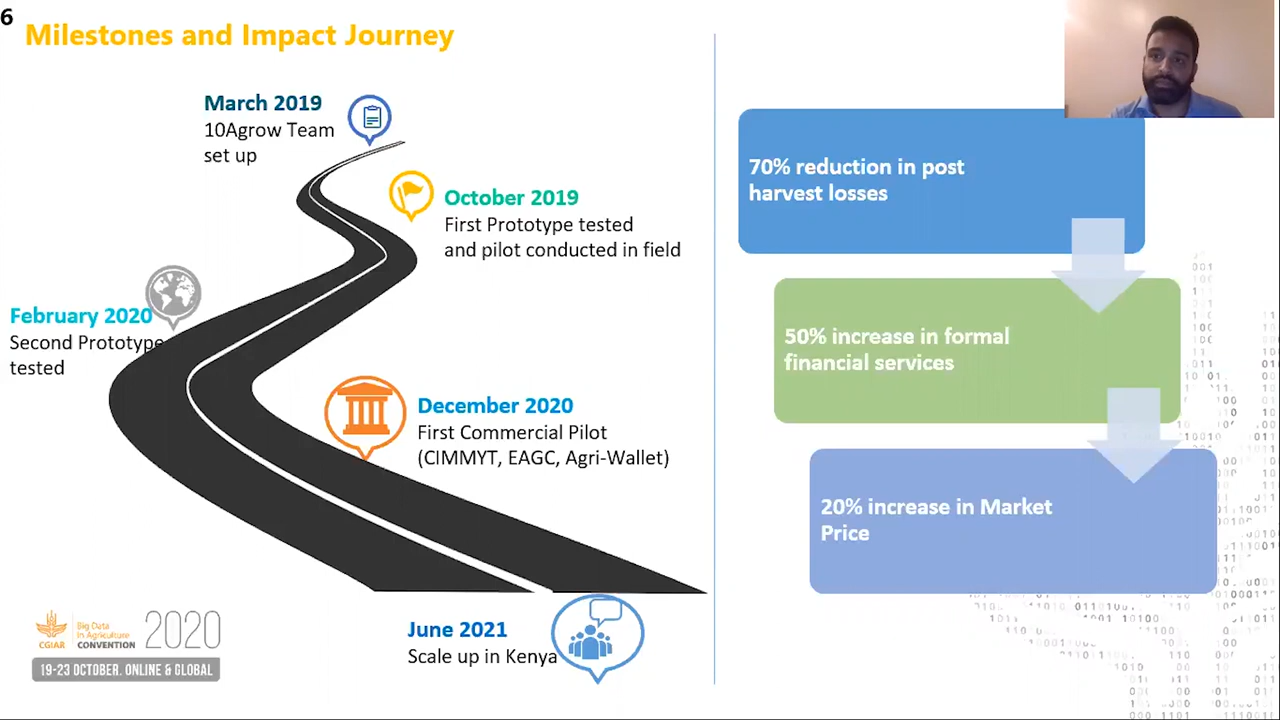 6
Milestones and Impact Journey
March 2019
10Agrow Team
set up
October 2019
First Prototype tested
and pilot conducted in field
February 2020
Second Prototype
tested
December 2020
First Commercial Pilot
(CIMMYT, EAGC, Agri-Wallet)
June 2021
Scale up in Kenya
70% reduction in post
harvest losses
50% increase in formal
financial services
20% increase in Market
Price
CGIAR
Big Data
in Agriculture
CONVENTION
2020
19-23 OCTOBER. ONLINE & GLOBAL